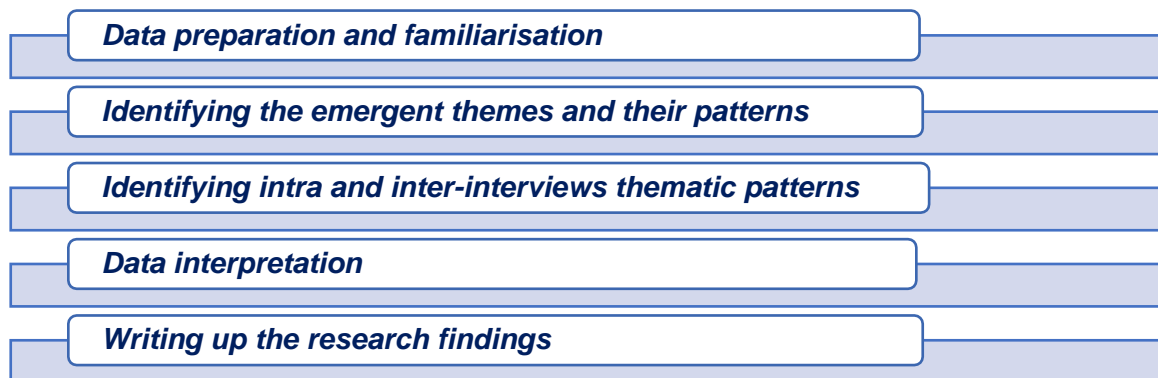 Data preparation and familiarisation
Identifying the emergent themes and their patterns
Identifying intra and inter-interviews thematic patterns
Data interpretation
Writing up the research findings